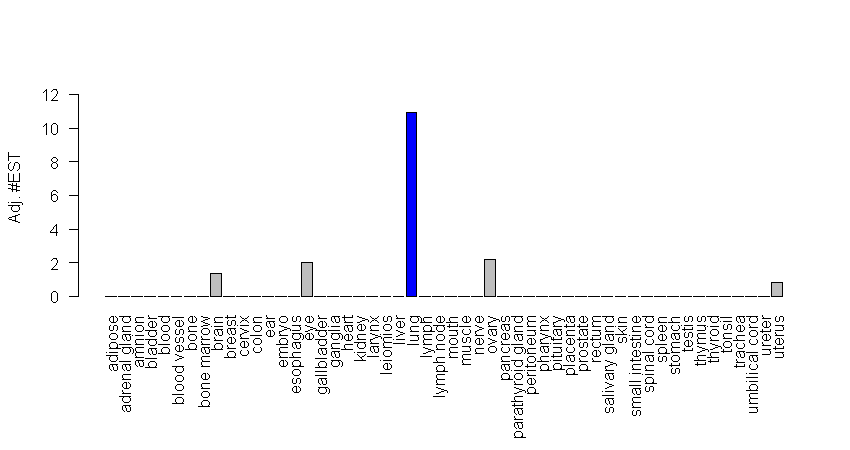 Adj. #EST
12
10
8
6
4
2
0
adipose
adrenal gland
amnion
bladder
blood
blood vessel
bone
bone marrow
brain
breast
cervix
colon
ear
embryo
esophagus
eye
gallbladder
ganglia
heart
kidney
larynx
leiomios
liver
lung
lymph
lymph node
mouth
muscle
nerve
ovary
pancreas
parathyroid gland
peritoneum
pharynx
pituitary
placenta
prostate
rectum
salivary gland
skin
small intestine
spinal cord
spleen
stomach
testis
thymus
thyroid
tonsil
trachea
umbilical cord
ureter
uterus